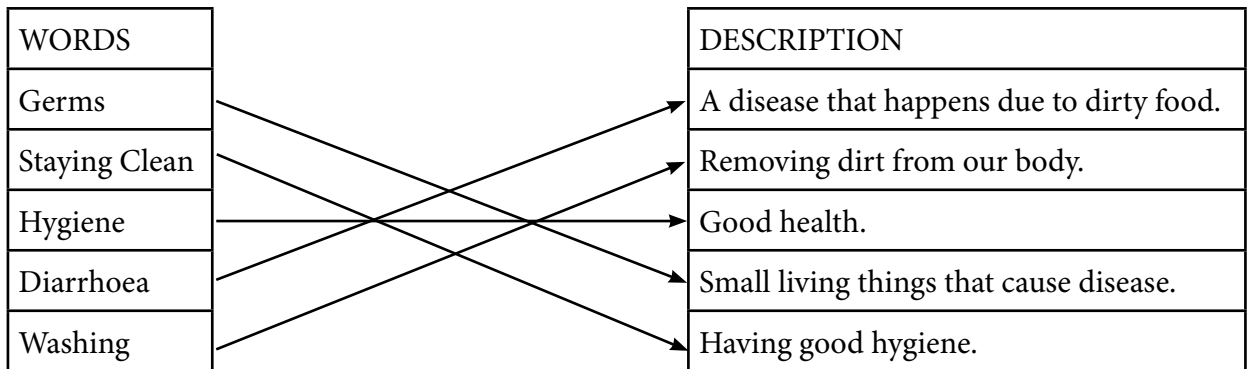 WORDS
DESCRIPTION
Germs
A disease that happens due to dirty food.
Staying Clean
Removing dirt from our body.
Hygiene
Good health.
Diarrhoea
Small living things that cause disease.
Washing
Having good hygiene.